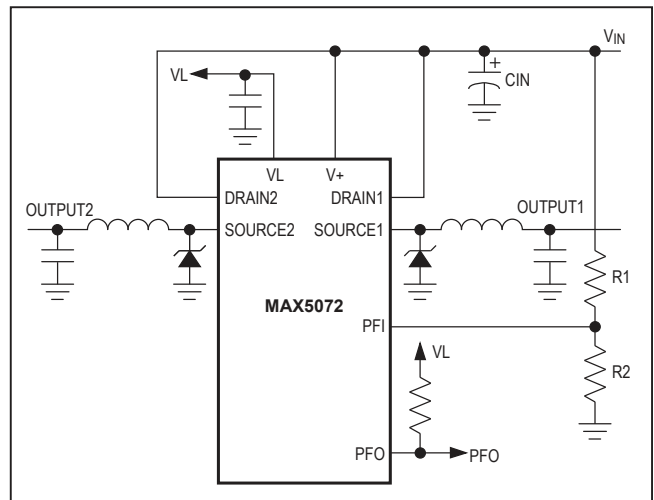 VIN
VL
CIN
VL
V+
DRAIN2
DRAIN1
OUTPUT2
SOURCE2
SOURCE1
OUTPUT1
MAX5072
R1
PFI
VL
R2
PFO
PFO